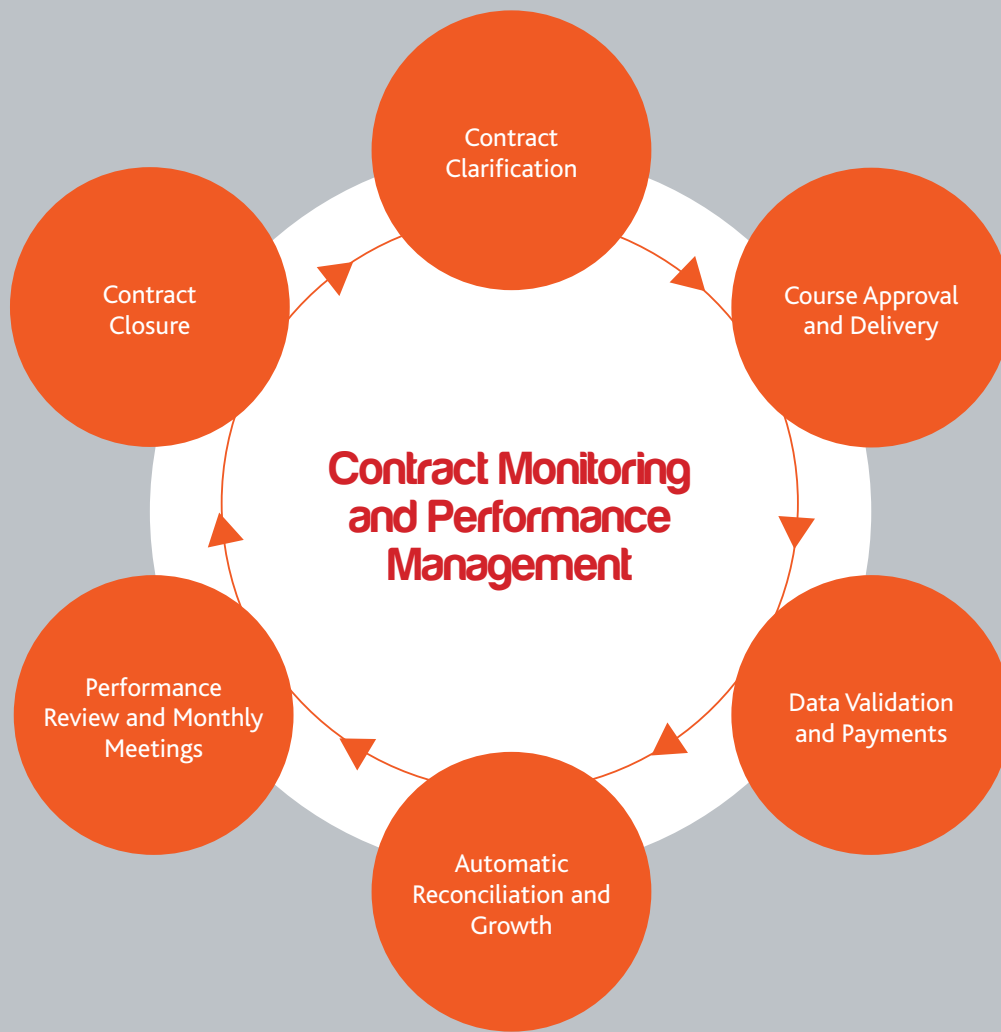 Contract
Clarification
Course Approval
and Delivery
Data Validation
and Payments
Automatic
Reconciliation and
Growth
Performance
Review and Monthly
Meetings
Contract
Closure
Contract Monitoring
and Performance
Management